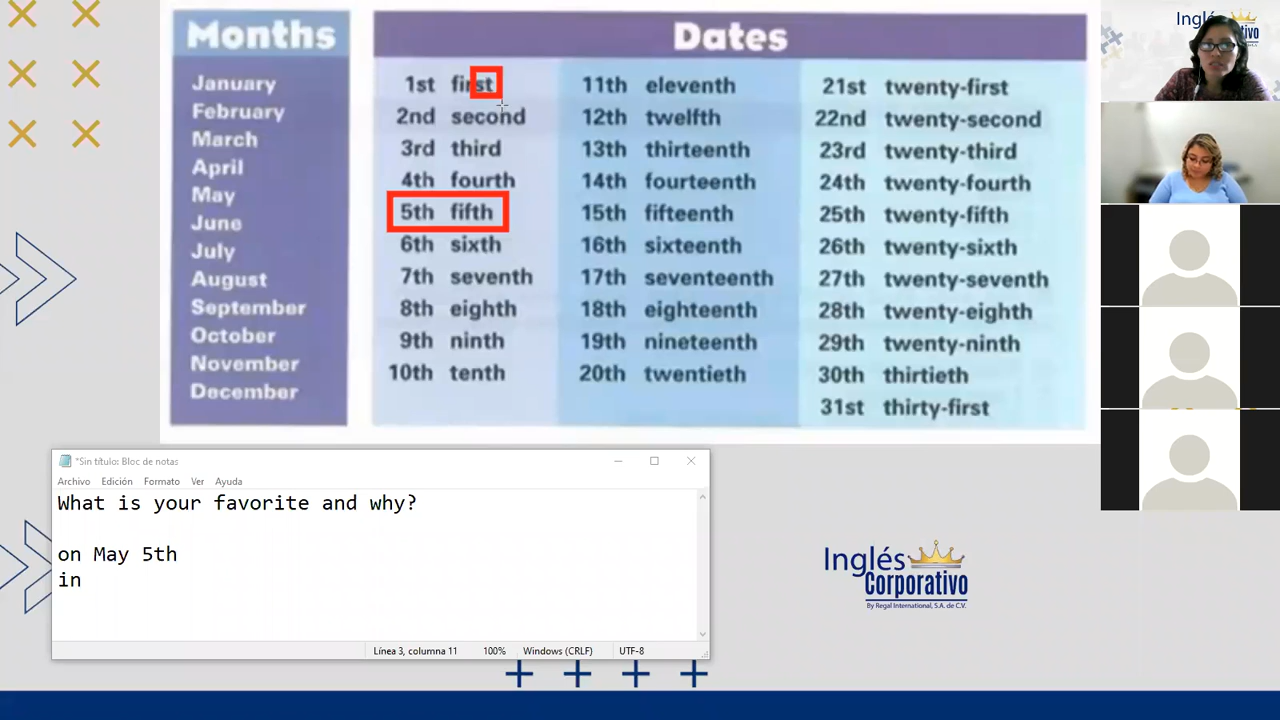 Months
January
February
March
April
May
June
July
August
September
October
November
December
Dates
1st first
2nd second
3rd third
4th fourth
5th fifth
6th sixth
7th seventh
8th eighth
9th ninth
10th tenth
11th eleventh
12th twelfth
13th thirteenth
14th fourteenth
15th fifteenth
16th sixteenth
17th seventeenth
18th eighteenth
19th nineteenth
20th twentieth
21st twenty-first
22nd twenty-second
23rd twenty-third
24th twenty-fourth
25th twenty-fifth
26th twenty-sixth
27th twenty-seventh
28th twenty-eighth
29th twenty-ninth
30th thirtieth
31st thirty-first
Inglés
*Sin título: Bloc de notas
Archivo Edición Formato Ver Ayuda
What is your favorite and why?
on May 5th
in
Línea 3, columna 11 100% Windows (CRLF) UTF-8
Inglés
Corporativo
By Regal International, S.A. de C.V.